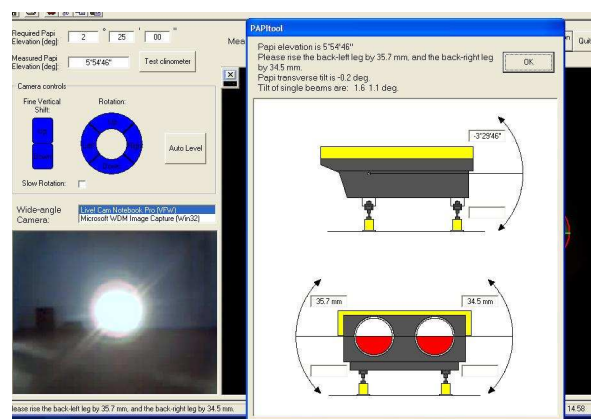 PAPItool
Required Papi
Elevation [deg]:
2 ° 25 ' 00 "
Measured Papi
Elevation [deg]:
5°54'46"
Test clinometer
Camera controls
Fine Vertical
Shift:
Rotation:
Auto Level
Slow Rotation:
Wide-angle
Camera:
Live! Cam Notebook Pro (VFW)
Microsoft WDM Image Capture (Win32)
Mea
Quit
Papi elevation is 5°54'46"
Please rise the back-left leg by 35.7 mm, and the back-right leg
by 34.5 mm.
Papi transverse tilt is -0.2 deg.
Tilt of single beams are: 1.6 1.1 deg.
OK
-3°29'46"
35.7 mm
34.5 mm
lease rise the back-left leg by 35.7 mm, and the back-right leg by 34.5 mm.
14.58